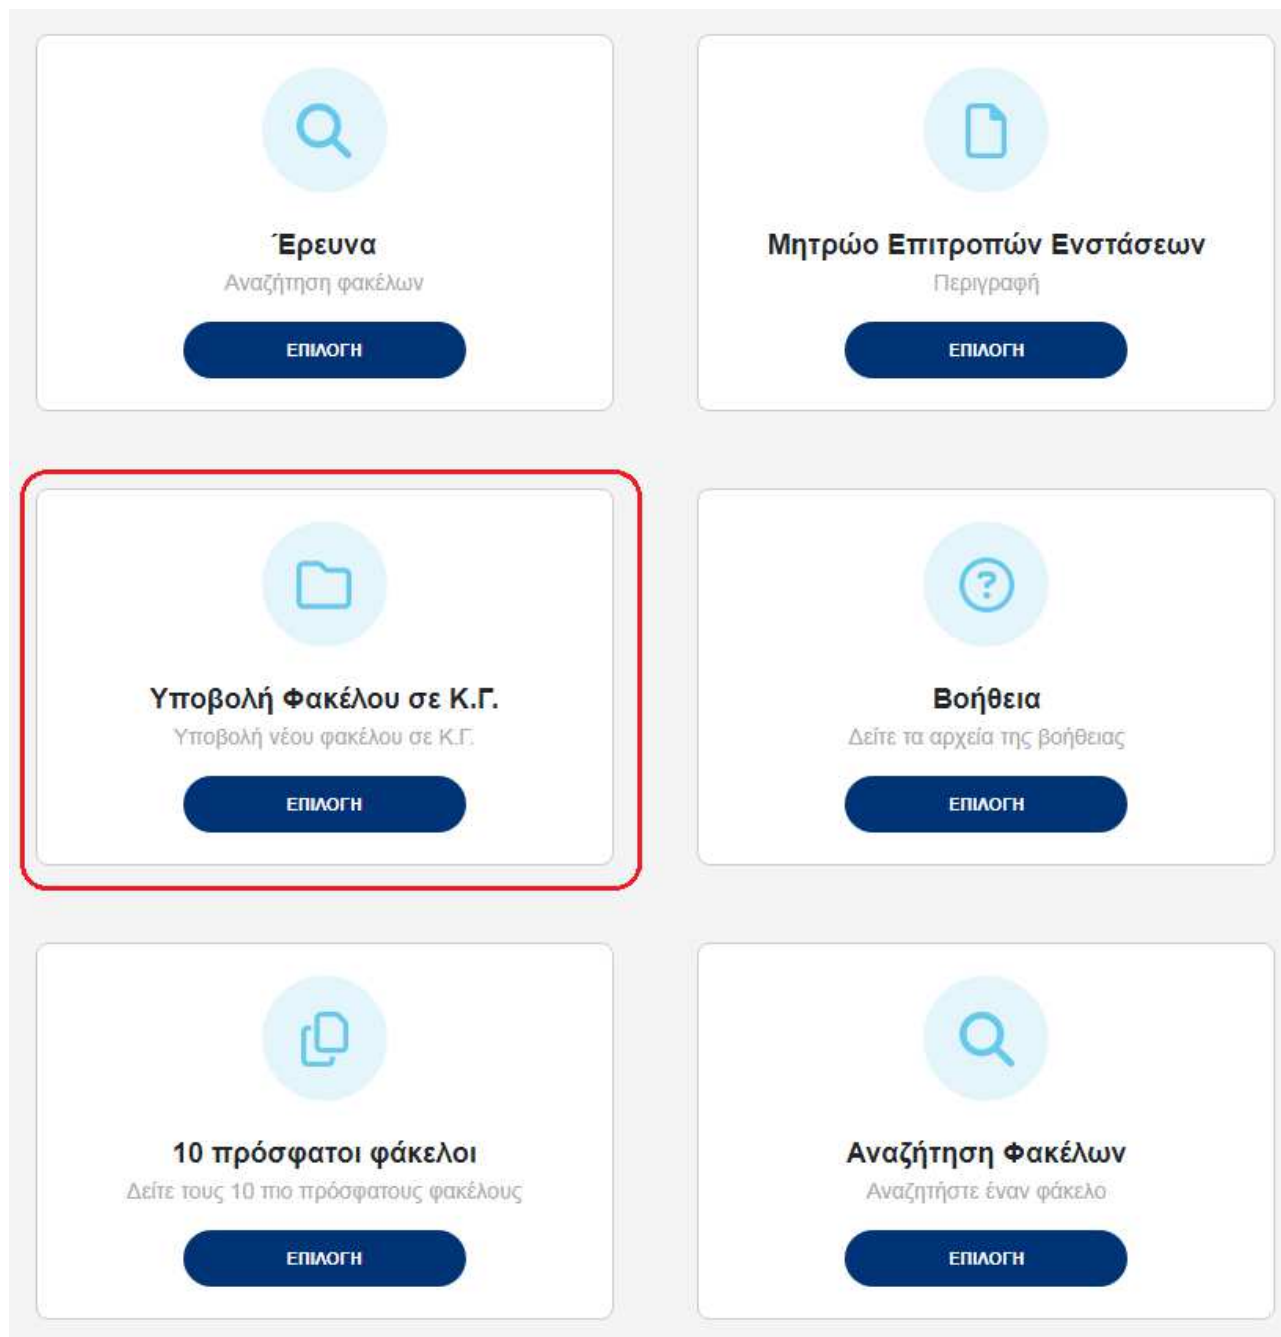 Έρευνα
Αναζήτηση φακέλων
ΕΠΙΛΟΓΗ
Μητρώο Επιτροπών Ενστάσεων
Περιγραφή
ΕΠΙΛΟΓΗ
Υποβολή Φακέλου σε Κ.Γ.
Υποβολή νέου φακέλου σε Κ.Γ.
ΕΠΙΛΟΓΗ
Βοήθεια
Δείτε τα αρχεία της βοήθειας
ΕΠΙΛΟΓΗ
10 πρόσφατοι φάκελοι
Δείτε τους 10 πιο πρόσφατους φακέλους
ΕΠΙΛΟΓΗ
Αναζήτηση Φακέλων
Αναζητήστε έναν φάκελο
ΕΠΙΛΟΓΗ